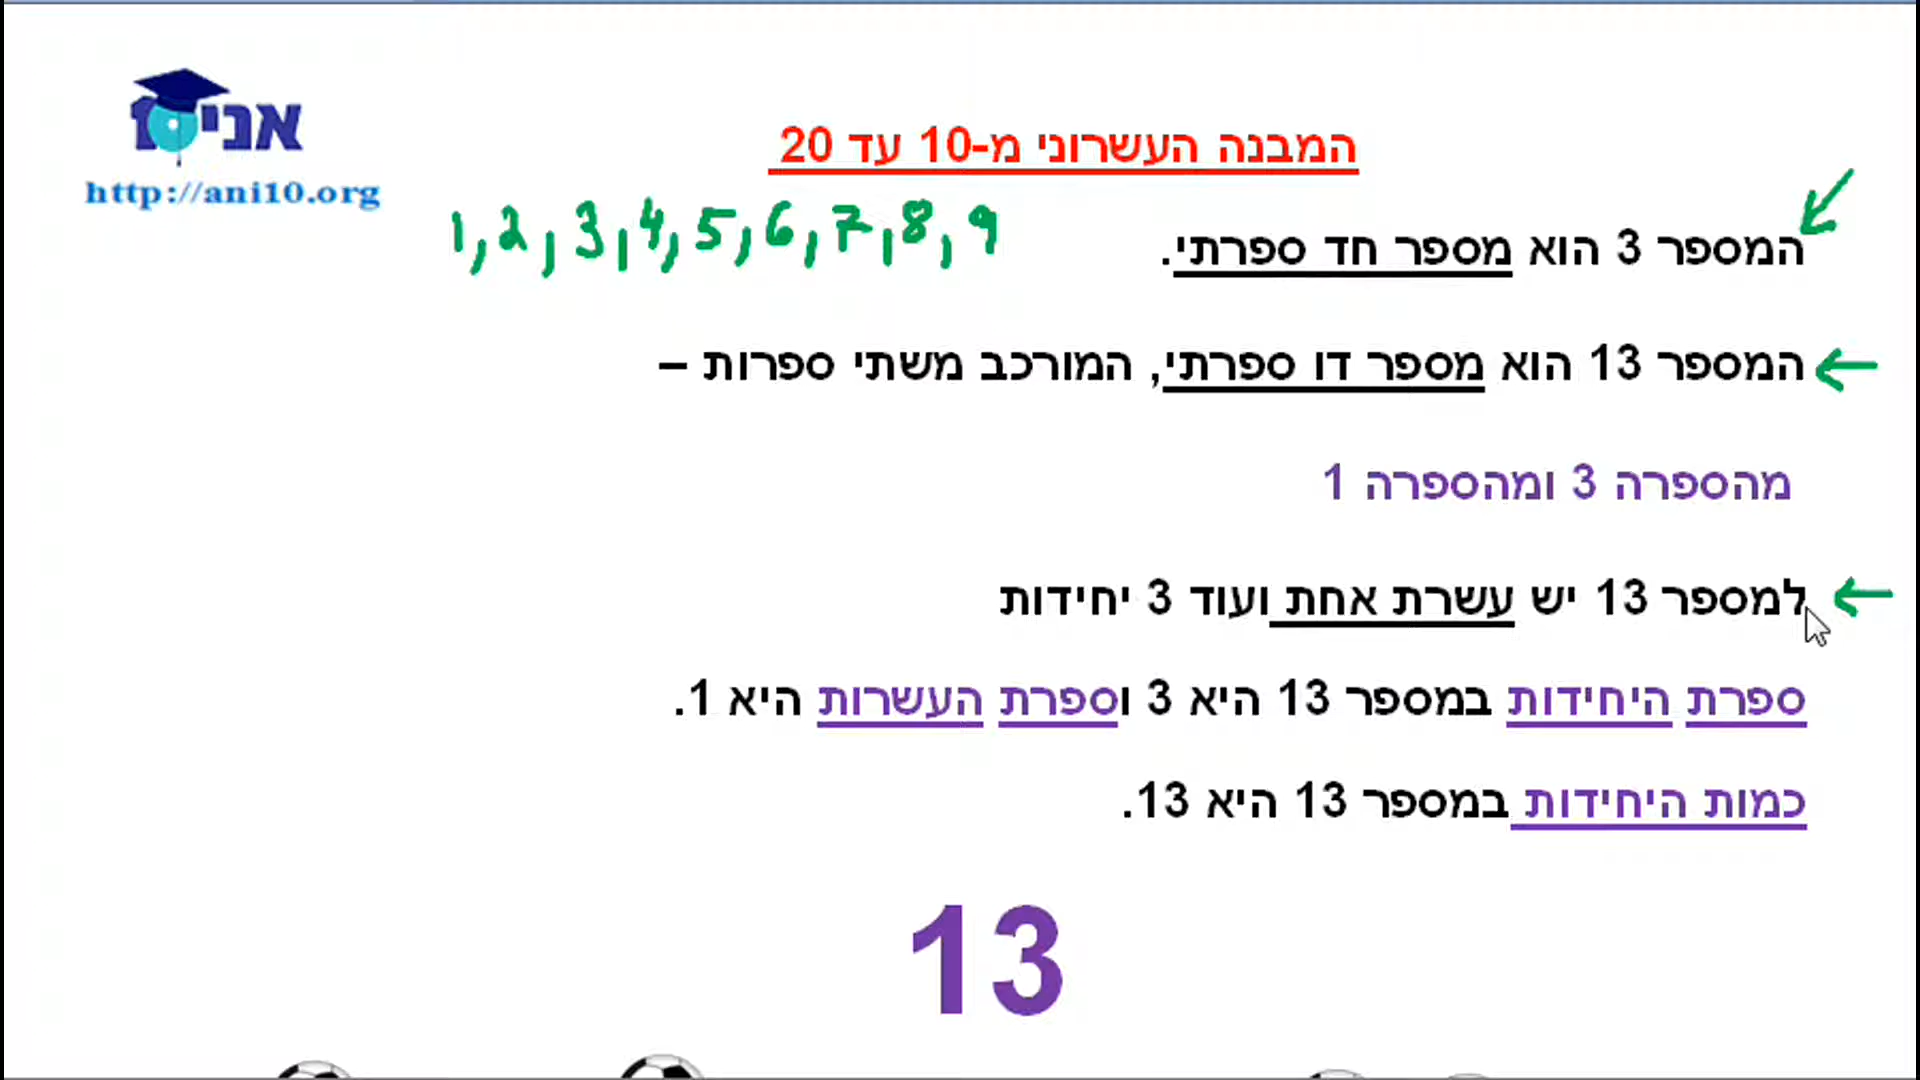 אני10
http://ani10.org
המבנה העשרוני מ-10 עד 20
המספר 3 הוא מספר חד ספרתי.
1, 2, 3, 4, 5, 6, 7, 8, 9
המספר 13 הוא מספר דו ספרתי, המורכב משתי ספרות –
מהספרה 3 ומהספרה 1
למספר 13 יש עשרת אחת ועוד 3 יחידות
ספרת היחידות במספר 13 היא 3 וספרת העשרות היא 1.
כמות היחידות במספר 13 היא 13.
13